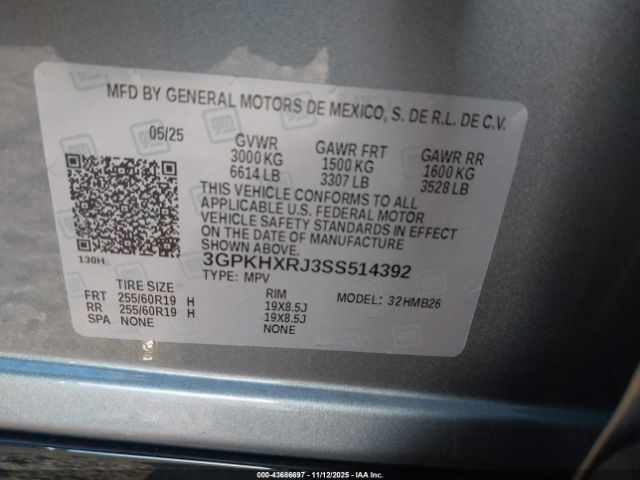 MFD BY GENERAL MOTORS DE MEXICO, S. DE R.L. DE C.V.
05/25 GVWR GAWR FRT GAWR RR
3000 KG 1500 KG 1600 KG
6614 LB 3307 LB 3528 LB
THIS VEHICLE CONFORMS TO ALL
APPLICABLE U.S. FEDERAL MOTOR
VEHICLE SAFETY STANDARDS IN EFFECT
ON THE DATE OF MANUFACTURE
SHOWN ABOVE.
130H
3GPKHXRJ3SS514392
TYPE: MPV
TIRE SIZE RIM MODEL: 32HMB26
FRT 255/60R19 H 19X8.5J
RR 255/60R19 H 19X8.5J
SPA NONE NONE
000-43686697 - 11/12/2025 - IAA Inc.